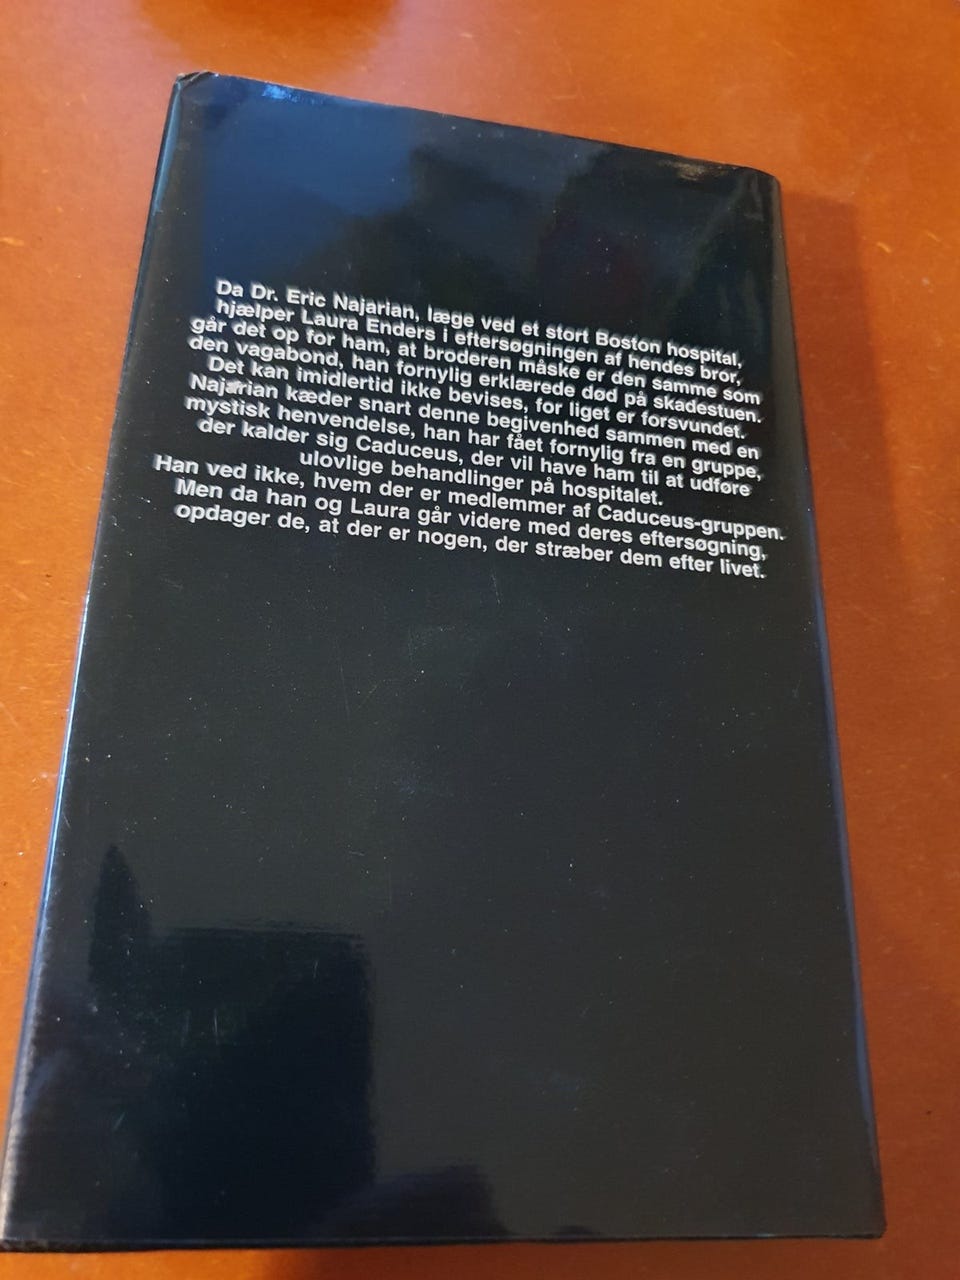 Da Dr. Eric Najarian, læge ved et stort Boston hospital,
hjælper Laura Enders i eftersøgningen af hendes bror,
går det op for ham, at broderen måske er den samme som
den vagabond, han fornylig erklærede død på skadestuen.
Det kan imidlertid ikke bevises, for liget er forsvundet.
Najarian kæder snart denne begivenhed sammen med en
mystisk henvendelse, han har fået fornylig fra en gruppe,
der kalder sig Caduceus, der vil have ham til at udføre
ulovlige behandlinger på hospitalet.
Han ved ikke, hvem der er medlemmer af Caduceus-gruppen.
Men da han og Laura går videre med deres eftersøgning,
opdager de, at der er nogen, der stræber dem efter livet.